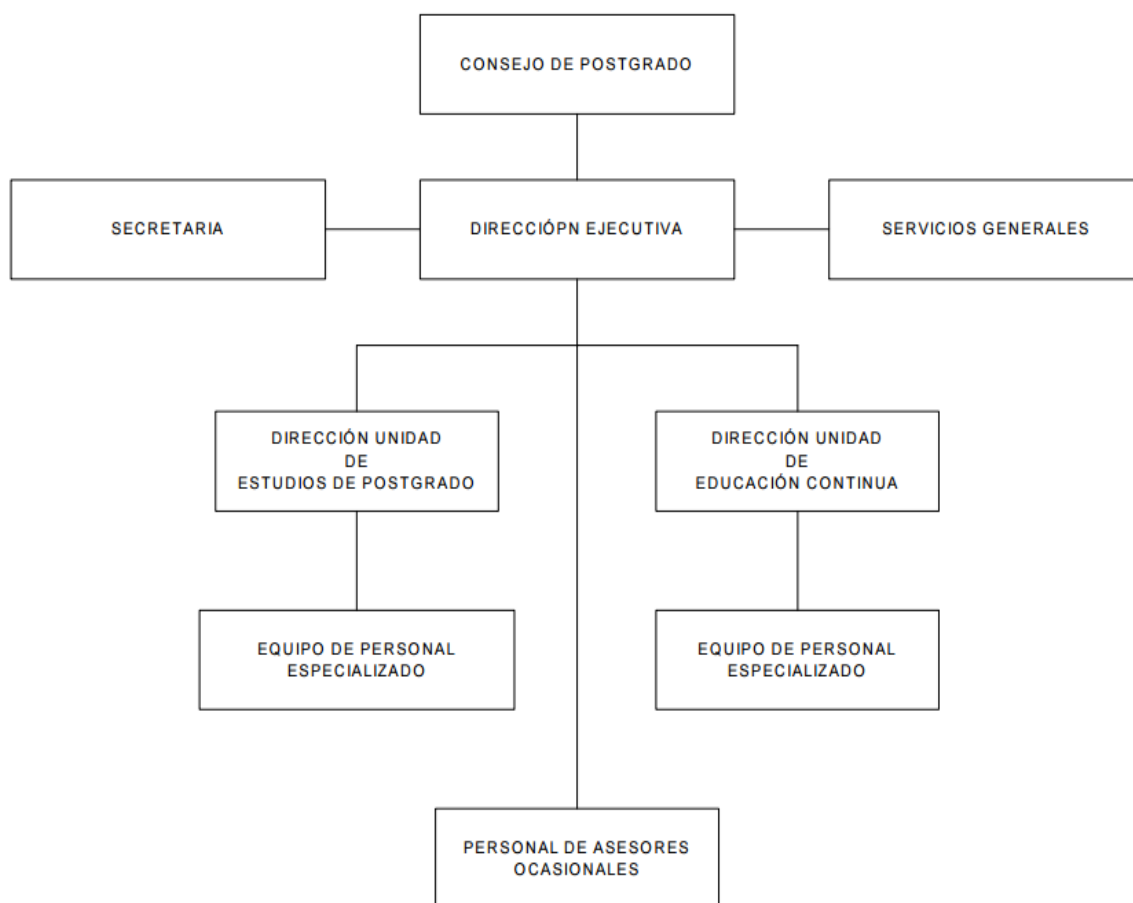 CONSEJO DE POSTGRADO
SECRETARIA
DIRECCIÓPN EJECUTIVA
SERVICIOS GENERALES
DIRECCIÓN UNIDAD
DE
ESTUDIOS DE POSTGRADO
DIRECCIÓN UNIDAD
DE
EDUCACIÓN CONTINUA
EQUIPO DE PERSONAL
ESPECIALIZADO
EQUIPO DE PERSONAL
ESPECIALIZADO
PERSONAL DE ASESORES
OCASIONALES